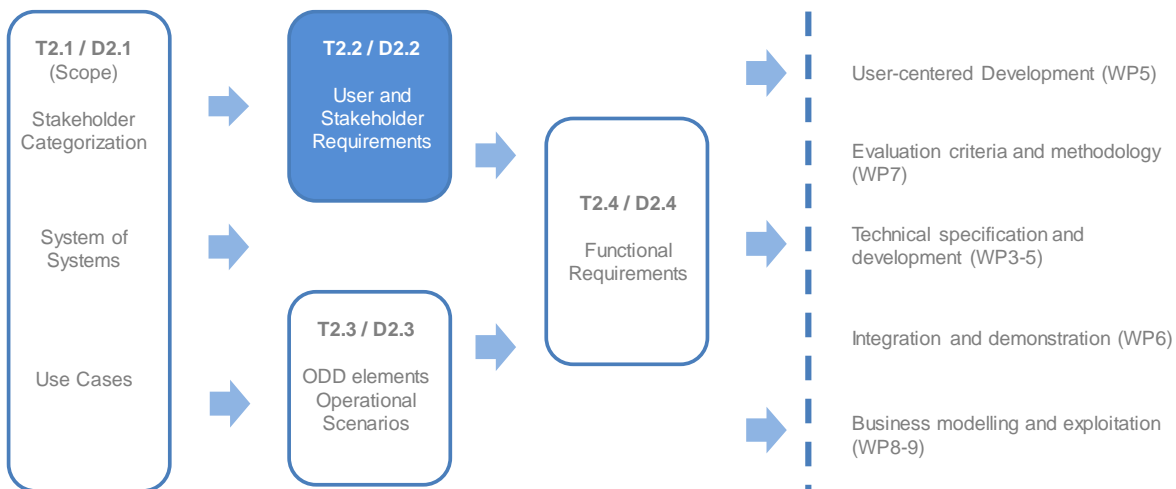 T2.1 / D2.1
(Scope)
Stakeholder
Categorization
System of
Systems
Use Cases
T2.2 / D2.2
User and
Stakeholder
Requirements
T2.3 / D2.3
ODD elements
Operational
Scenarios
T2.4 / D2.4
Functional
Requirements
User-centered Development (WP5)
Evaluation criteria and methodology
(WP7)
Technical specification and
development (WP3-5)
Integration and demonstration (WP6)
Business modelling and exploitation
(WP8-9)